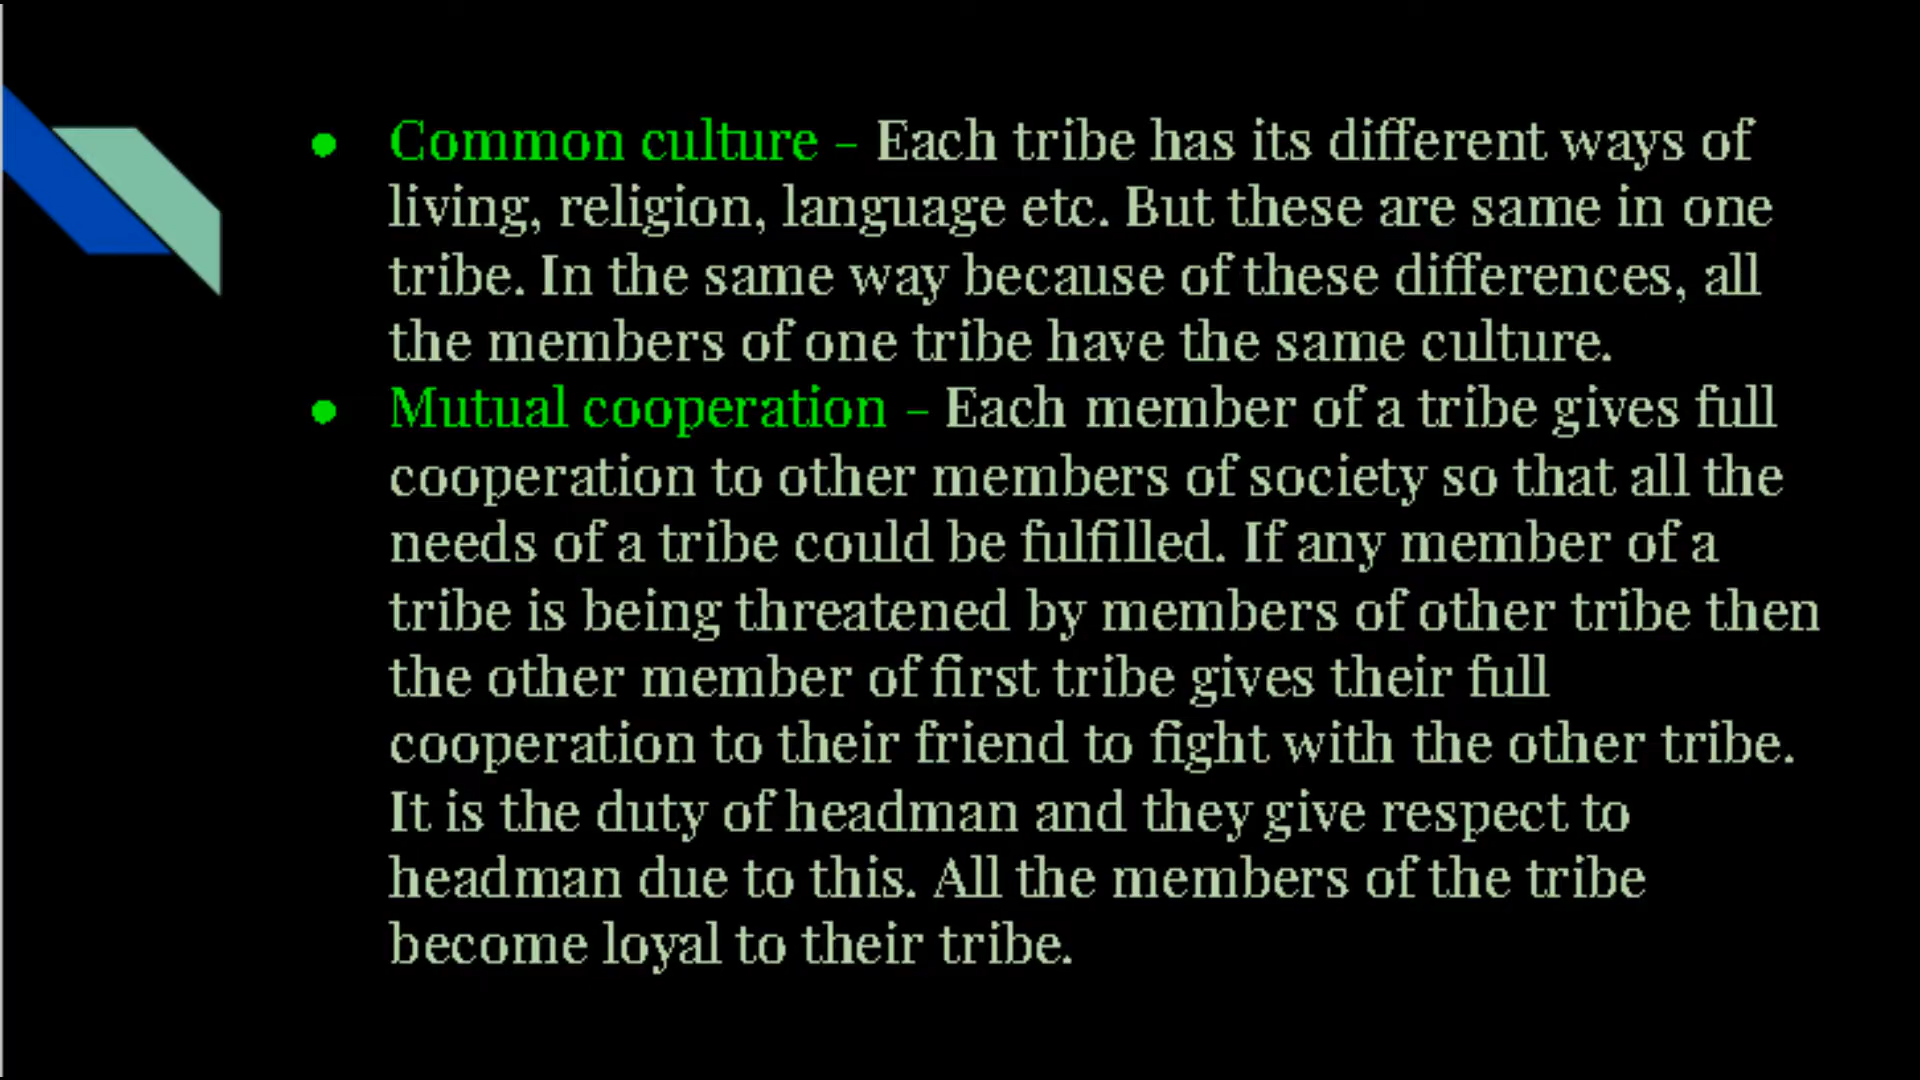 ● Common culture – Each tribe has its different ways of
living, religion, language etc. But these are same in one
tribe. In the same way because of these differences, all
the members of one tribe have the same culture.
● Mutual cooperation – Each member of a tribe gives full
cooperation to other members of society so that all the
needs of a tribe could be fulfilled. If any member of a
tribe is being threatened by members of other tribe then
the other member of first tribe gives their full
cooperation to their friend to fight with the other tribe.
It is the duty of headman and they give respect to
headman due to this. All the members of the tribe
become loyal to their tribe.